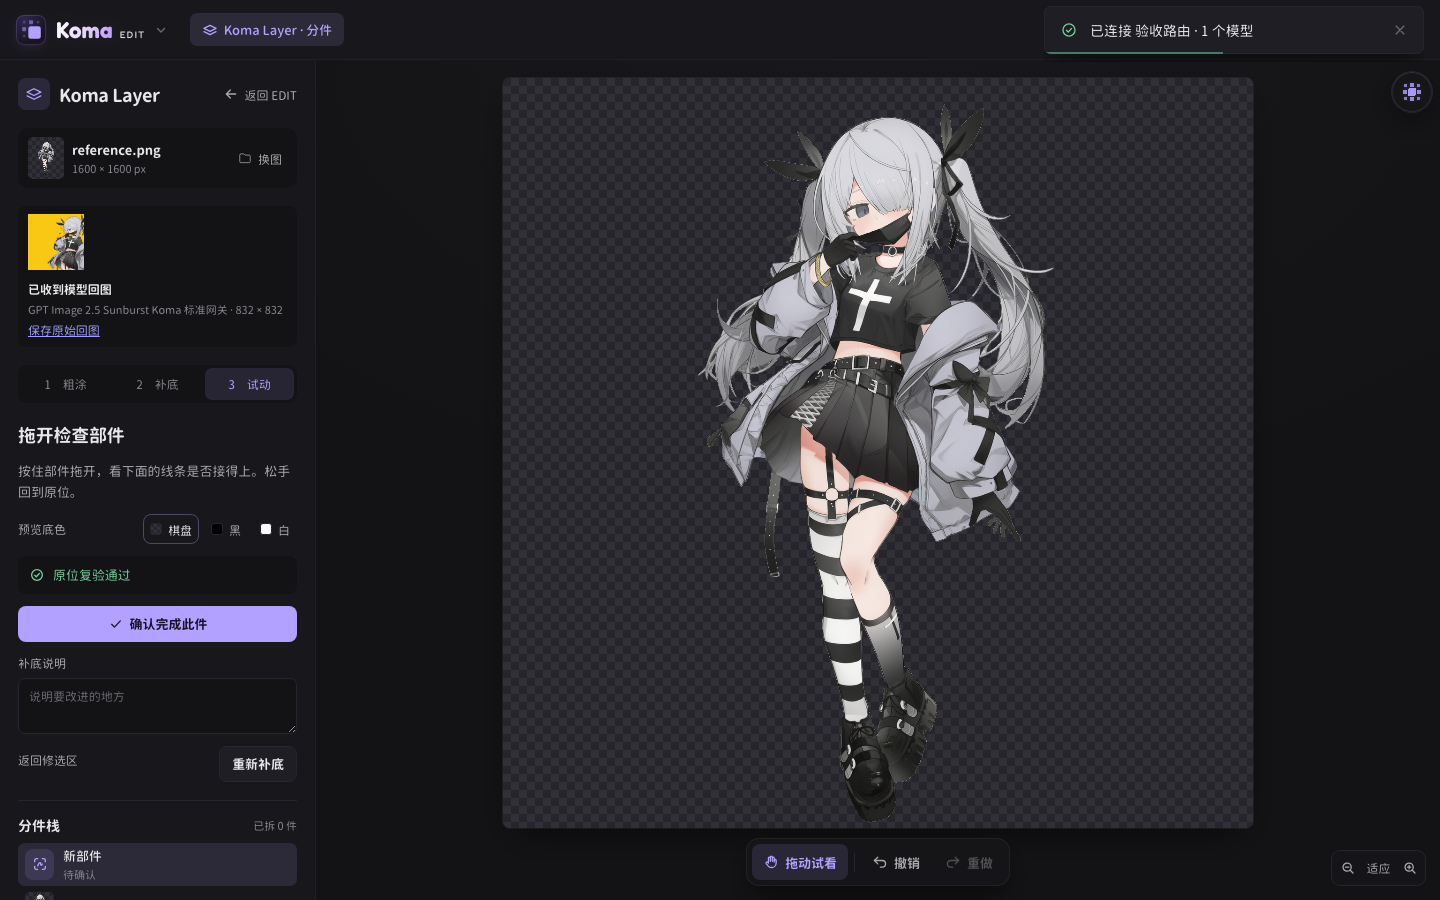 Koma EDIT
Koma Layer · 分件
已连接 验收路由 · 1 个模型
Koma Layer
返回 EDIT
reference.png
1600 × 1600 px
换图
已收到模型回图
GPT Image 2.5 Sunburst Koma 标准网关 · 832 × 832
保存原始回图
1 粗涂
2 补底
3 试动
拖开检查部件
按住部件拖开，看下面的线条是否接得上。松手
回到原位。
预览底色
棋盘
黑
白
原位复验通过
确认完成此件
补底说明
说明要改进的地方
返回修选区
重新补底
分件栈
已拆 0 件
新部件
待确认
拖动试看
撤销
重做
适应